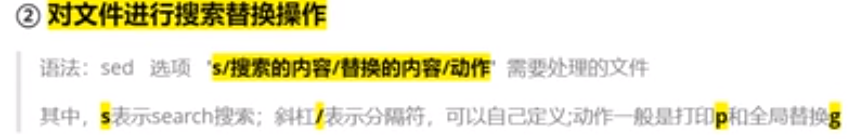 ② 对文件进行搜索替换操作
语法：sed 选项 's/搜索的内容/替换的内容/动作' 需要处理的文件
其中，s表示search搜索；斜杠/表示分隔符，可以自己定义;动作一般是打印p和全局替换g